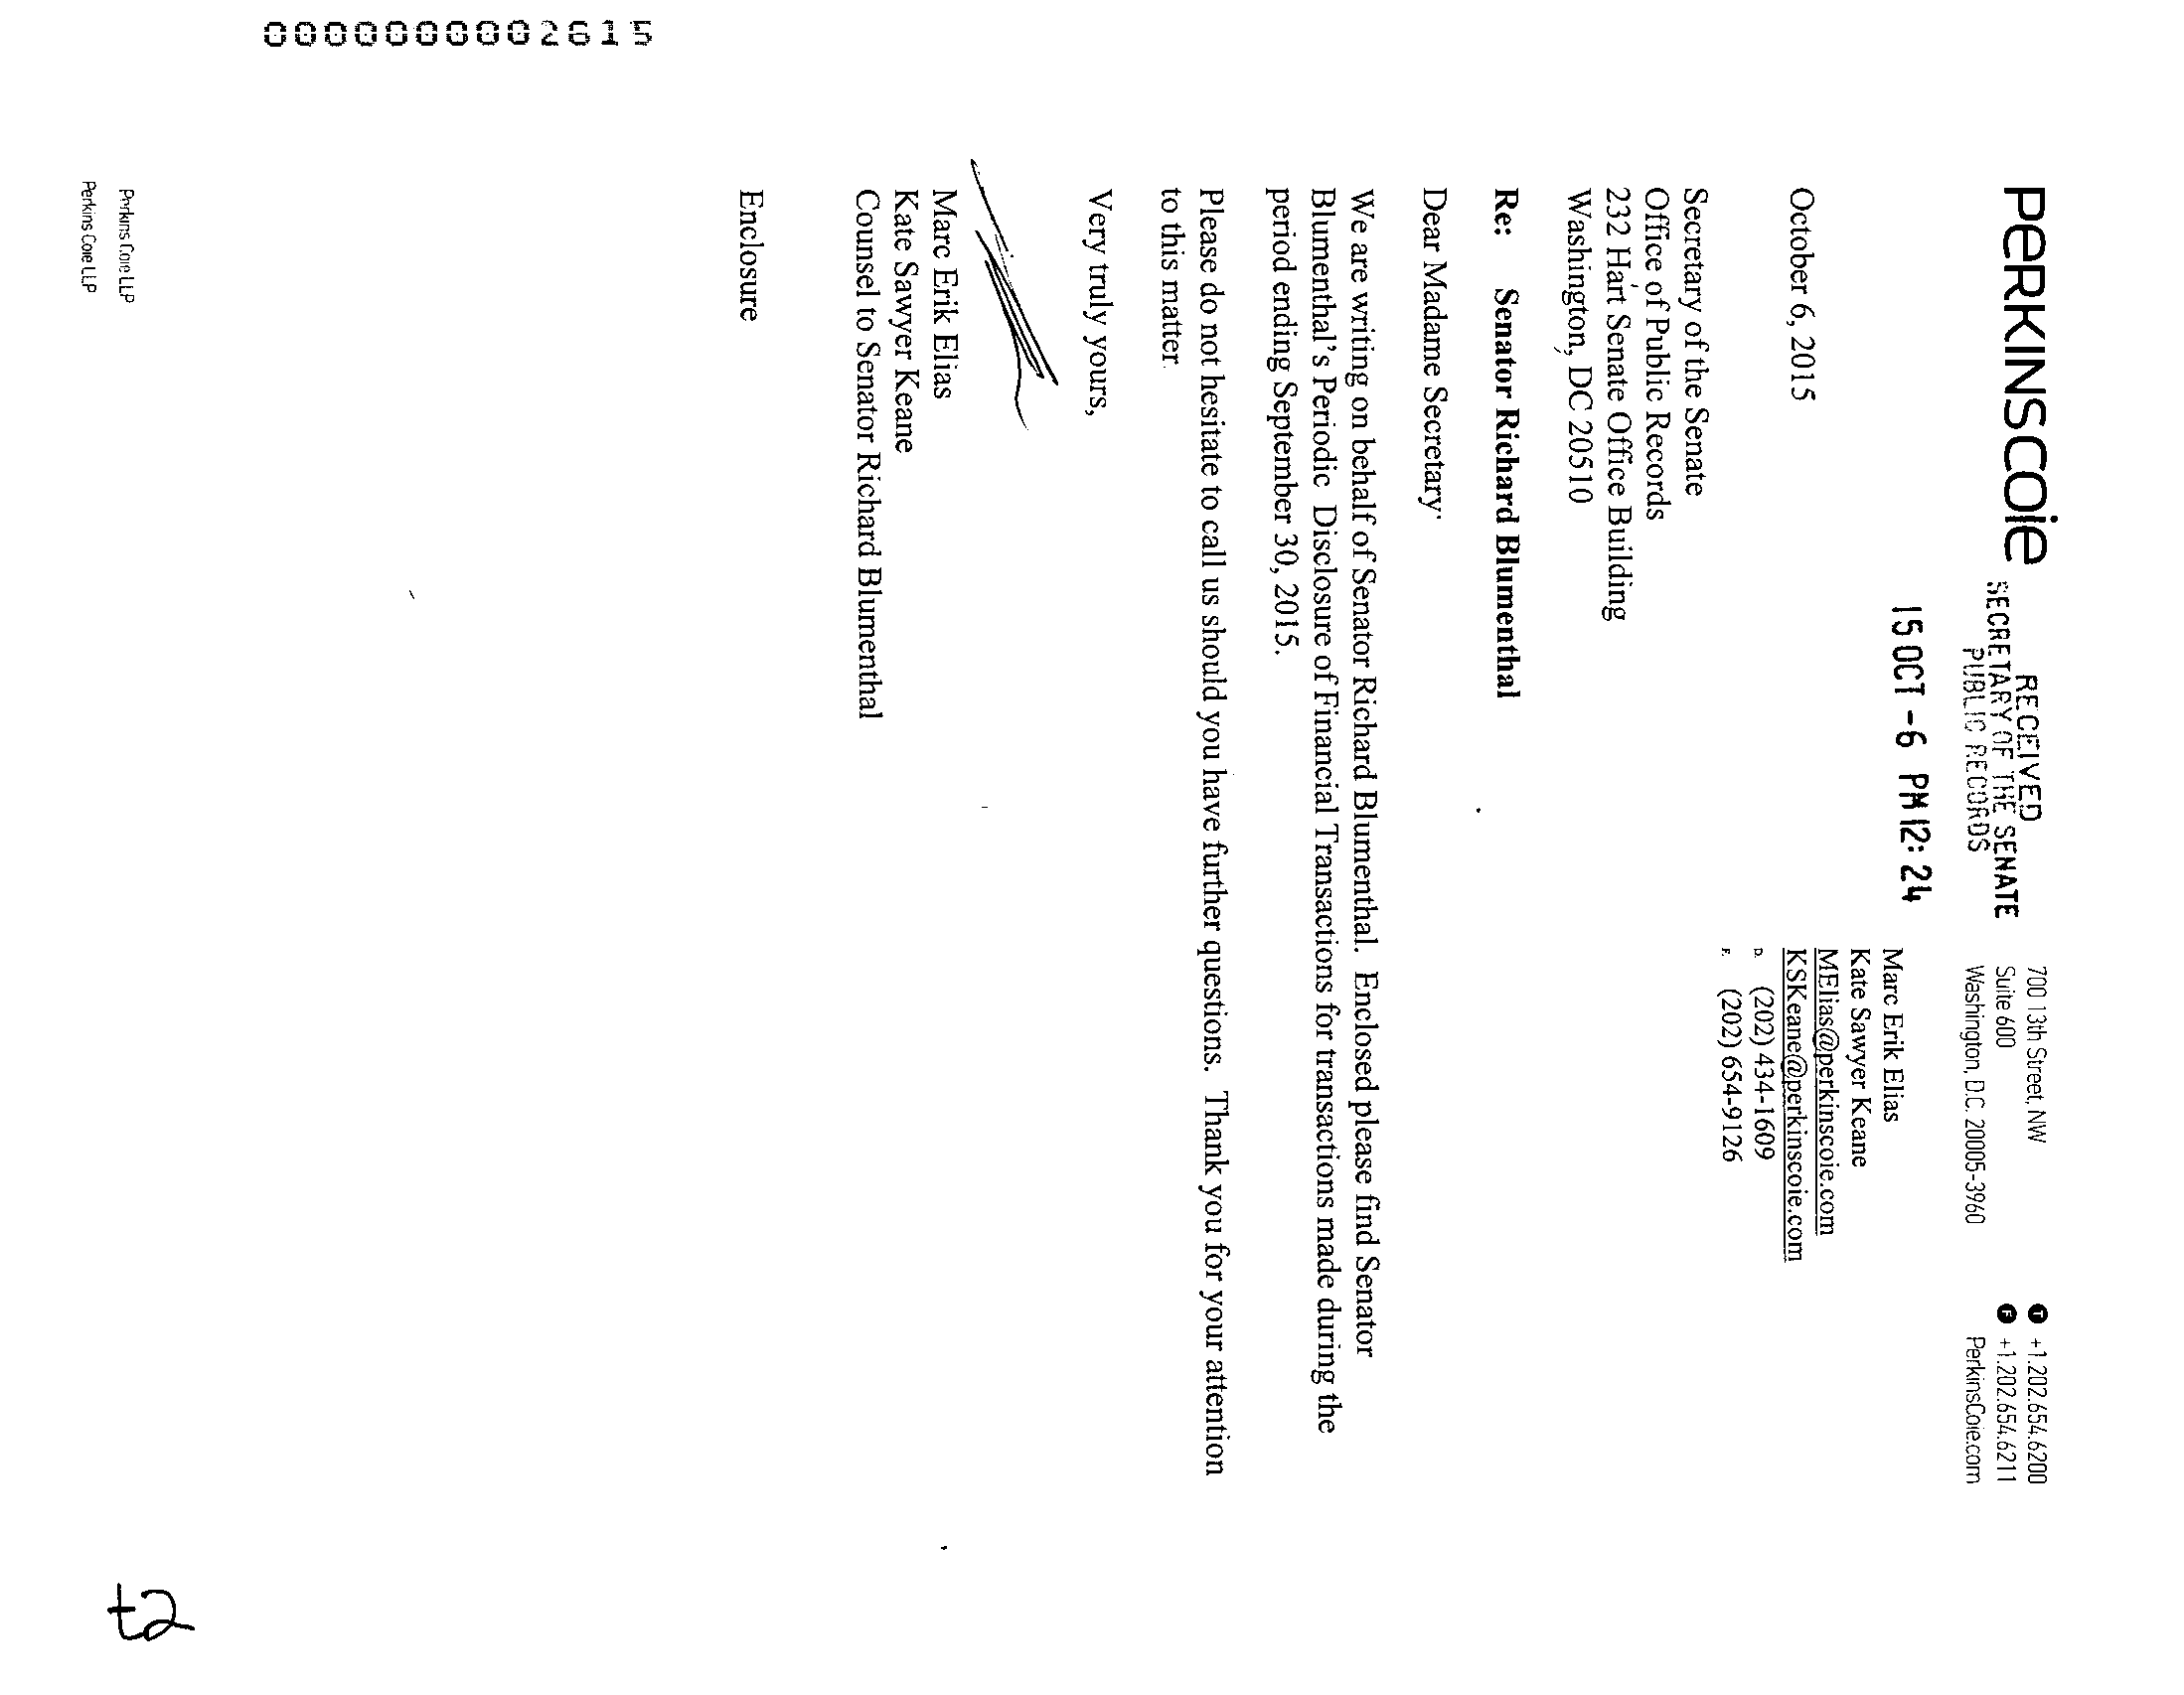 PERKINSCOIE
RECEIVED
SECRETARY OF THE SENATE
PUBLIC RECORDS
15 OCT -6 PM 12:24
700 13th Street, NW
Suite 600
Washington, D.C. 20005-3960
T +1.202.654.6200
F +1.202.654.6211
PerkinsCoie.com
Marc Erik Elias
Kate Sawyer Keane
MElias@perkinscoie.com
KSKeane@perkinscoie.com
D. (202) 434-1609
F. (202) 654-9126
October 6, 2015
Secretary of the Senate
Office of Public Records
232 Hart Senate Office Building
Washington, DC 20510
Re: Senator Richard Blumenthal
Dear Madame Secretary:
We are writing on behalf of Senator Richard Blumenthal. Enclosed please find Senator
Blumenthal's Periodic Disclosure of Financial Transactions for transactions made during the
period ending September 30, 2015.
Please do not hesitate to call us should you have further questions. Thank you for your attention
to this matter.
Very truly yours,
Marc Erik Elias
Kate Sawyer Keane
Counsel to Senator Richard Blumenthal
Enclosure
Perkins Coie LLP
Perkins Coie LLP
000000002615